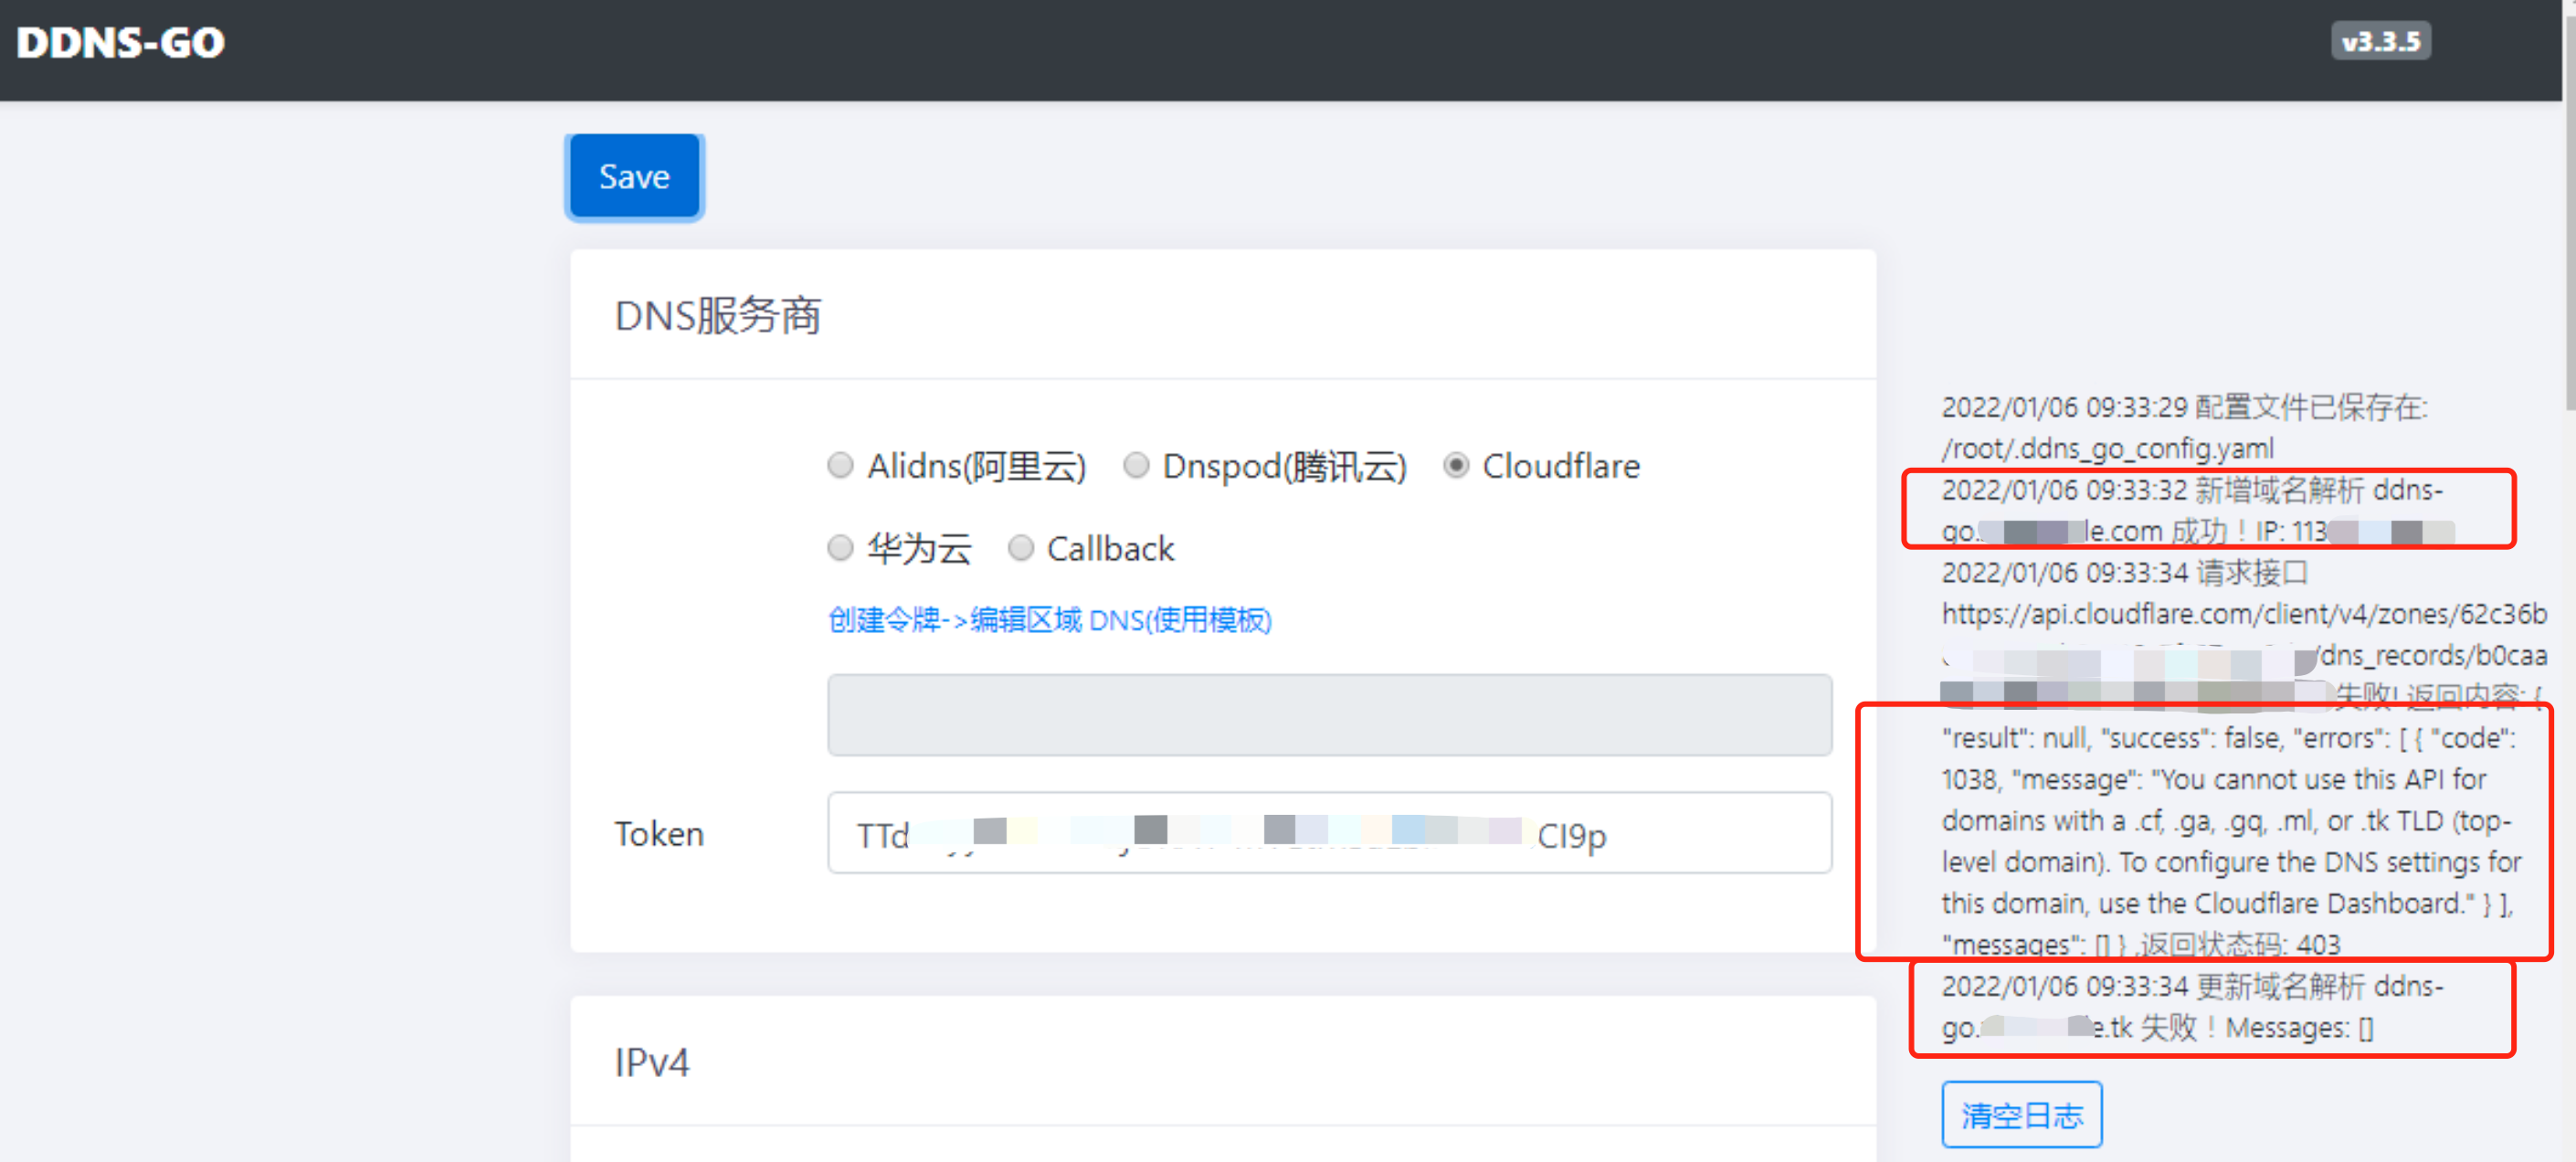 DDNS-GO
v3.3.5
Save
DNS服务商
Alidns(阿里云) Dnspod(腾讯云) Cloudflare
华为云 Callback
创建令牌->编辑区域 DNS(使用模板)
Token TTd CI9p
IPv4
2022/01/06 09:33:29 配置文件已保存在:
/root/.ddns_go_config.yaml
2022/01/06 09:33:32 新增域名解析 ddns-
go. le.com 成功！IP: 113
2022/01/06 09:33:34 请求接口
https://api.cloudflare.com/client/v4/zones/62c36b
/dns_records/b0caa
失败! 返回内容: {
"result": null, "success": false, "errors": [ { "code":
1038, "message": "You cannot use this API for
domains with a .cf, .ga, .gq, .ml, or .tk TLD (top-
level domain). To configure the DNS settings for
this domain, use the Cloudflare Dashboard." } ],
"messages": [] } ,返回状态码: 403
2022/01/06 09:33:34 更新域名解析 ddns-
go. e.tk 失败！Messages: []
清空日志